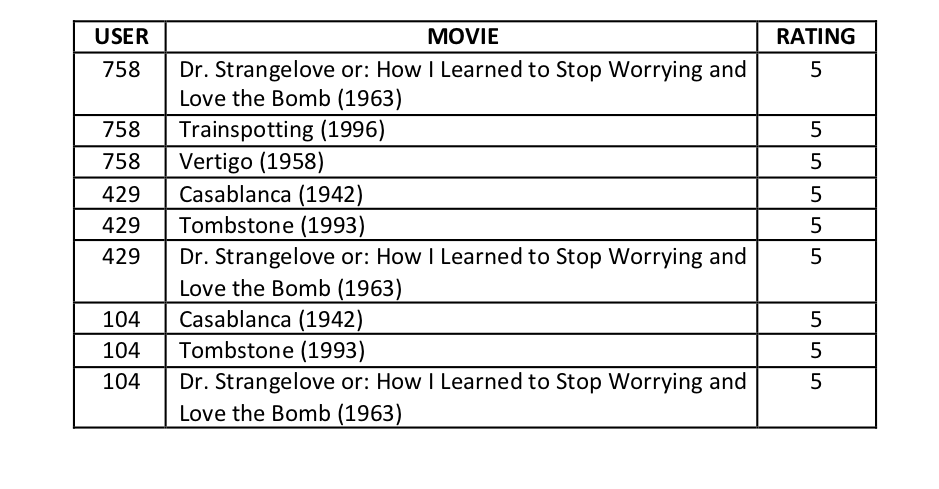 USER MOVIE RATING
758 Dr. Strangelove or: How I Learned to Stop Worrying and 5
Love the Bomb (1963)
758 Trainspotting (1996) 5
758 Vertigo (1958) 5
429 Casablanca (1942) 5
429 Tombstone (1993) 5
429 Dr. Strangelove or: How I Learned to Stop Worrying and 5
Love the Bomb (1963)
104 Casablanca (1942) 5
104 Tombstone (1993) 5
104 Dr. Strangelove or: How I Learned to Stop Worrying and 5
Love the Bomb (1963)